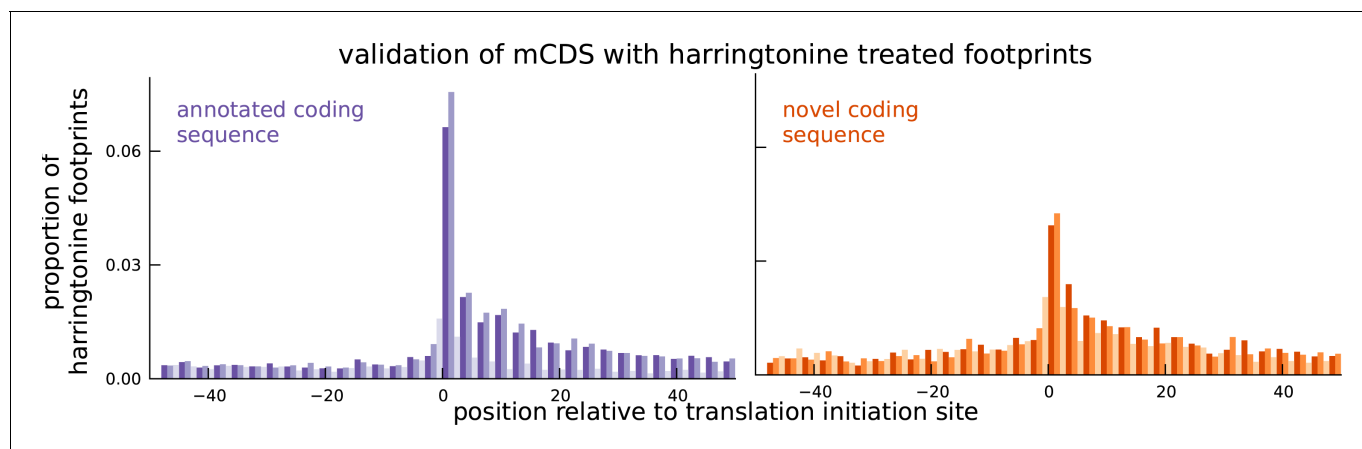 validation of mCDS with harringtonine treated footprints
proportion of
harringtonine footprints
annotated coding
sequence
novel coding
sequence
0.06
0.03
0.00
−40
−20
0
20
40
−40
−20
0
20
40
position relative to translation initiation site